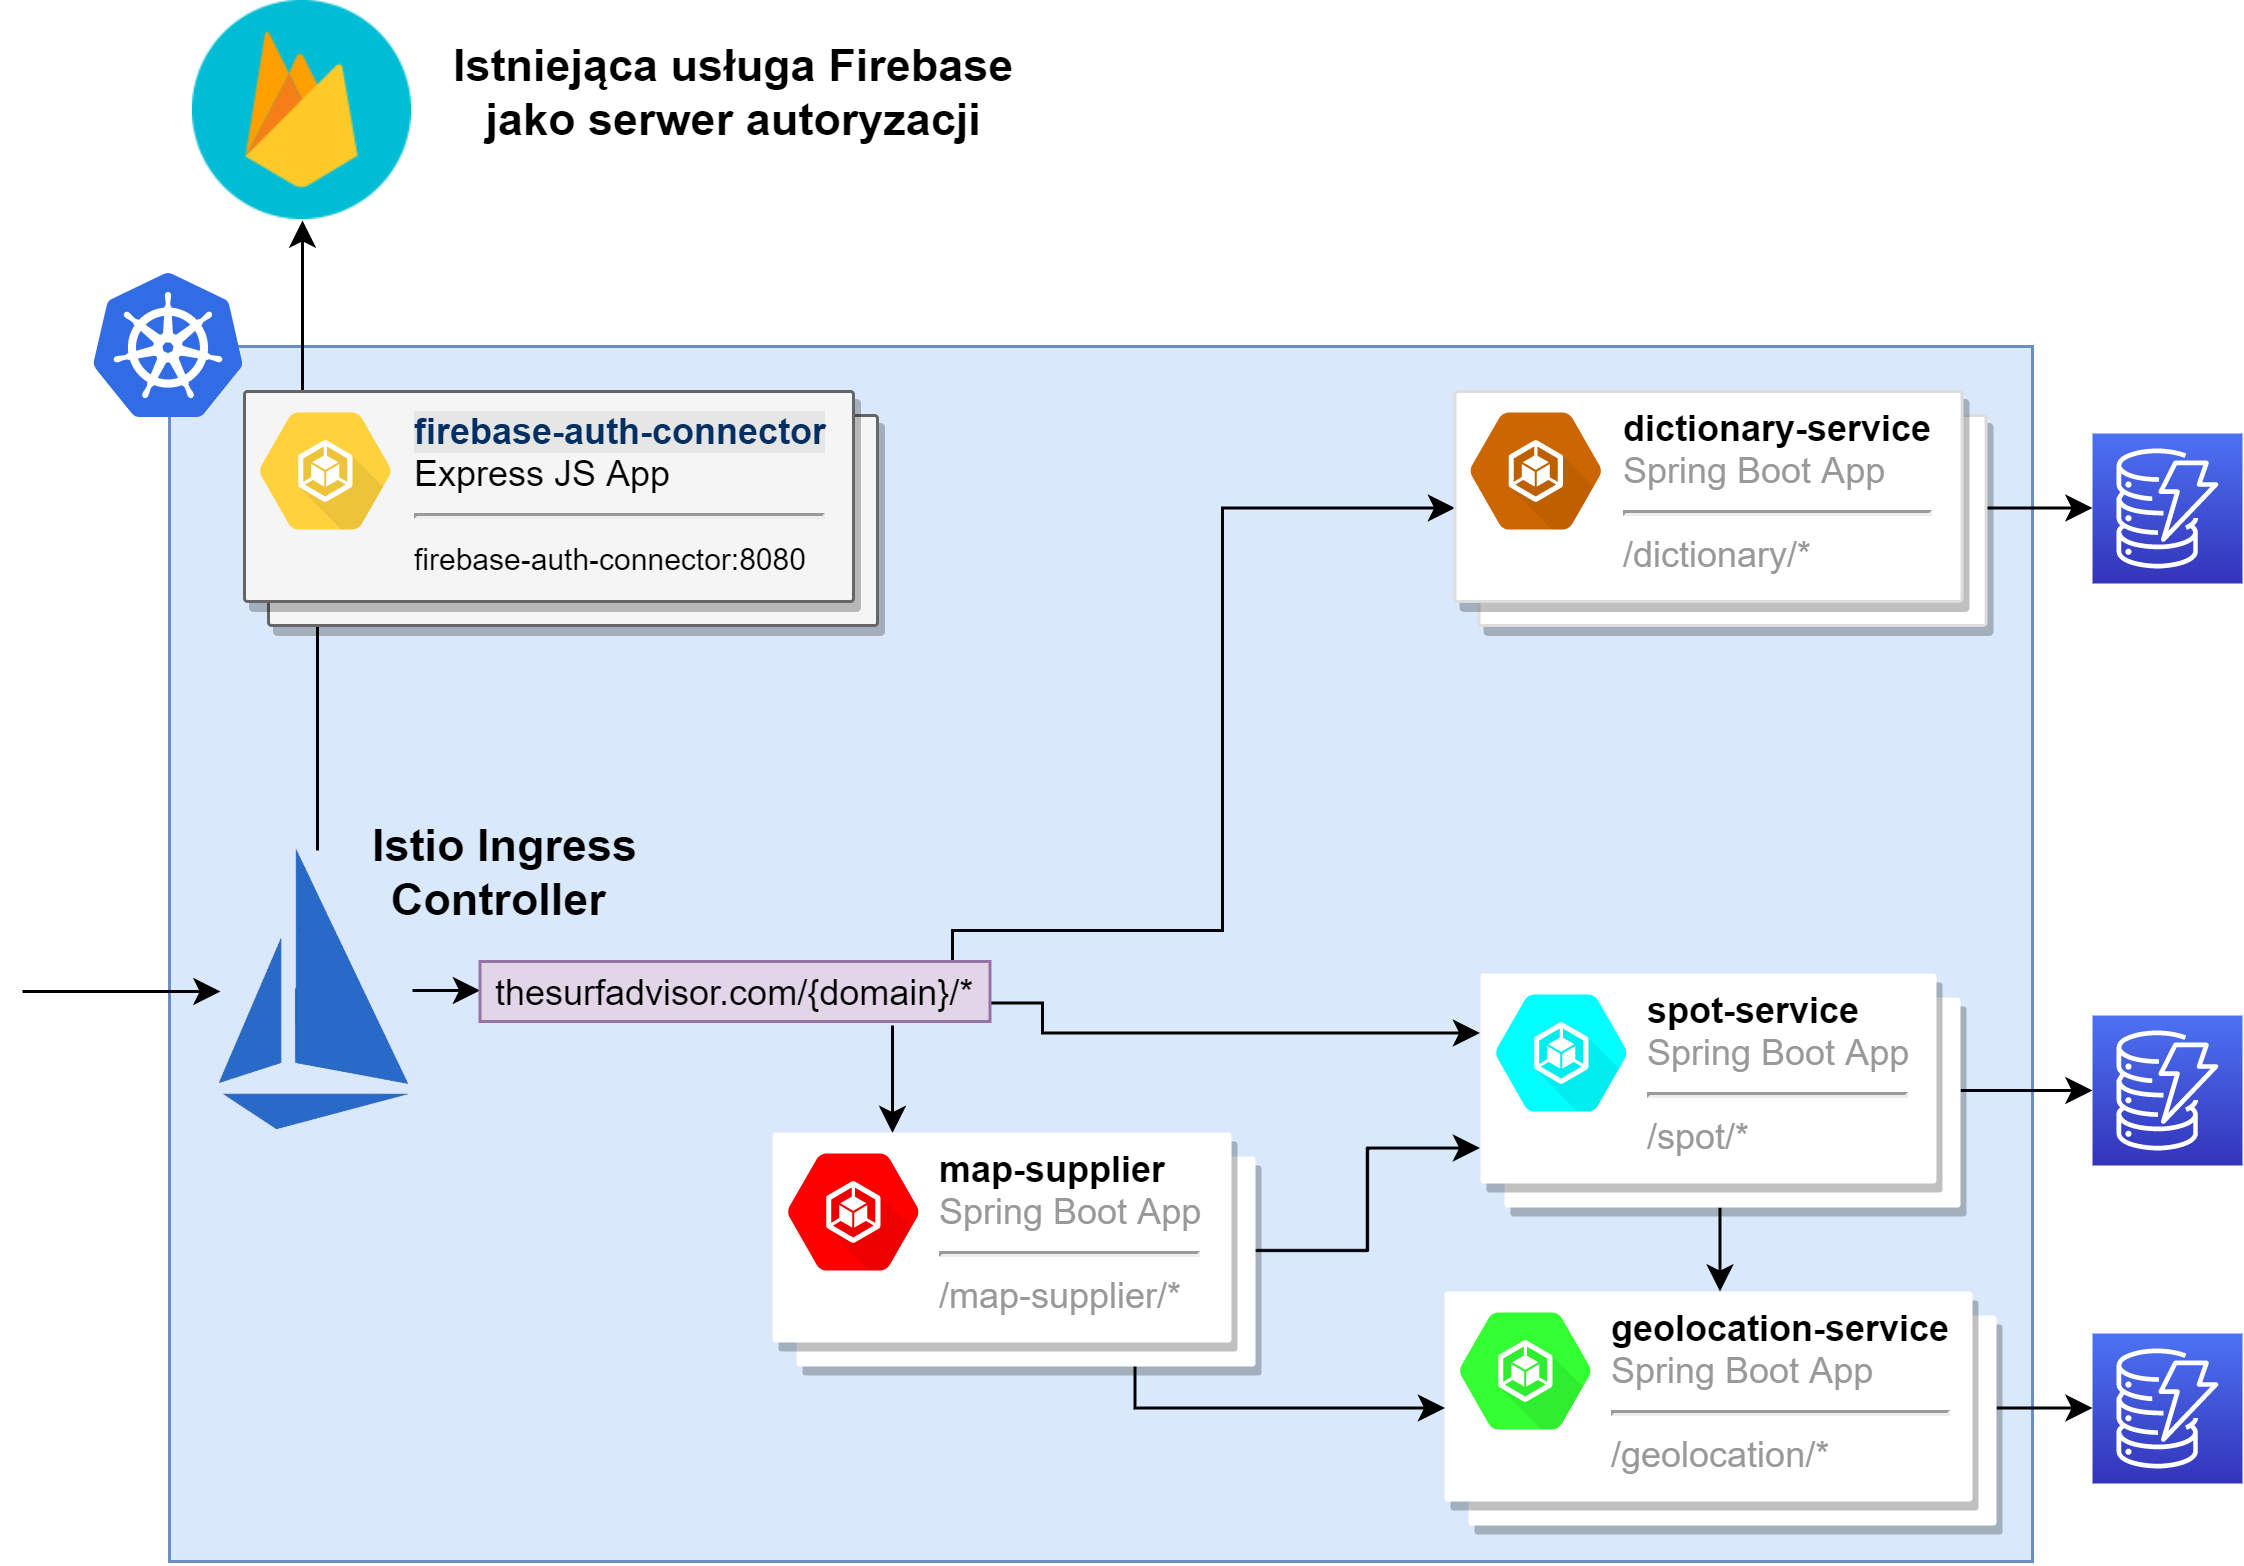 Istniejąca usługa Firebase
jako serwer autoryzacji
firebase-auth-connector
Express JS App
firebase-auth-connector:8080
dictionary-service
Spring Boot App
/dictionary/*
Istio Ingress
Controller
thesurfadvisor.com/{domain}/*
spot-service
Spring Boot App
/spot/*
map-supplier
Spring Boot App
/map-supplier/*
geolocation-service
Spring Boot App
/geolocation/*